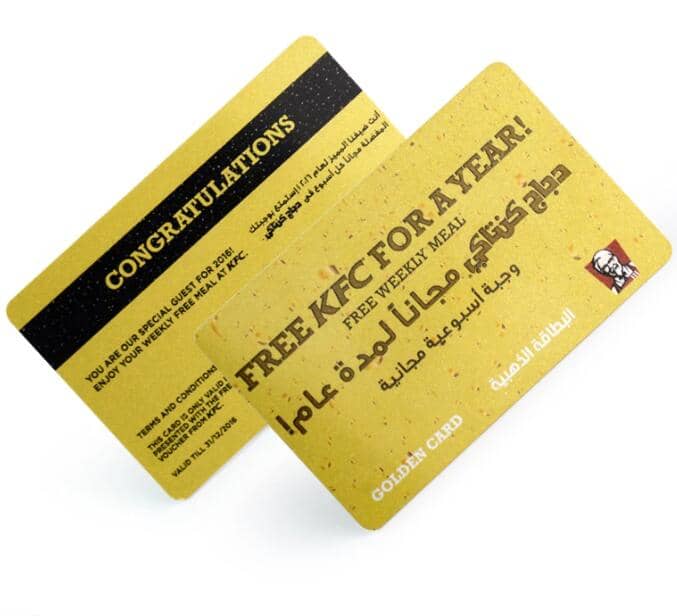 CONGRATULATIONS
أنت ضيفنا المميز لعام ٢٠١٦! إستمتع بوجبتك
المفضلة مجاناً كل أسبوع في دجاج كنتاكي.
YOU ARE OUR SPECIAL GUEST FOR 2016!
ENJOY YOUR WEEKLY FREE MEAL AT KFC.
TERMS AND CONDITIONS
THIS CARD IS ONLY VALID
PRESENTED WITH THE FRE
VOUCHER FROM KFC
VALID TILL 31/12/2016
FREE KFC FOR A YEAR!
FREE WEEKLY MEAL
دجاج كنتاكي مجاناً لمدة عام!
وجبة أسبوعية مجانية
البطاقة الذهبية
GOLDEN CARD